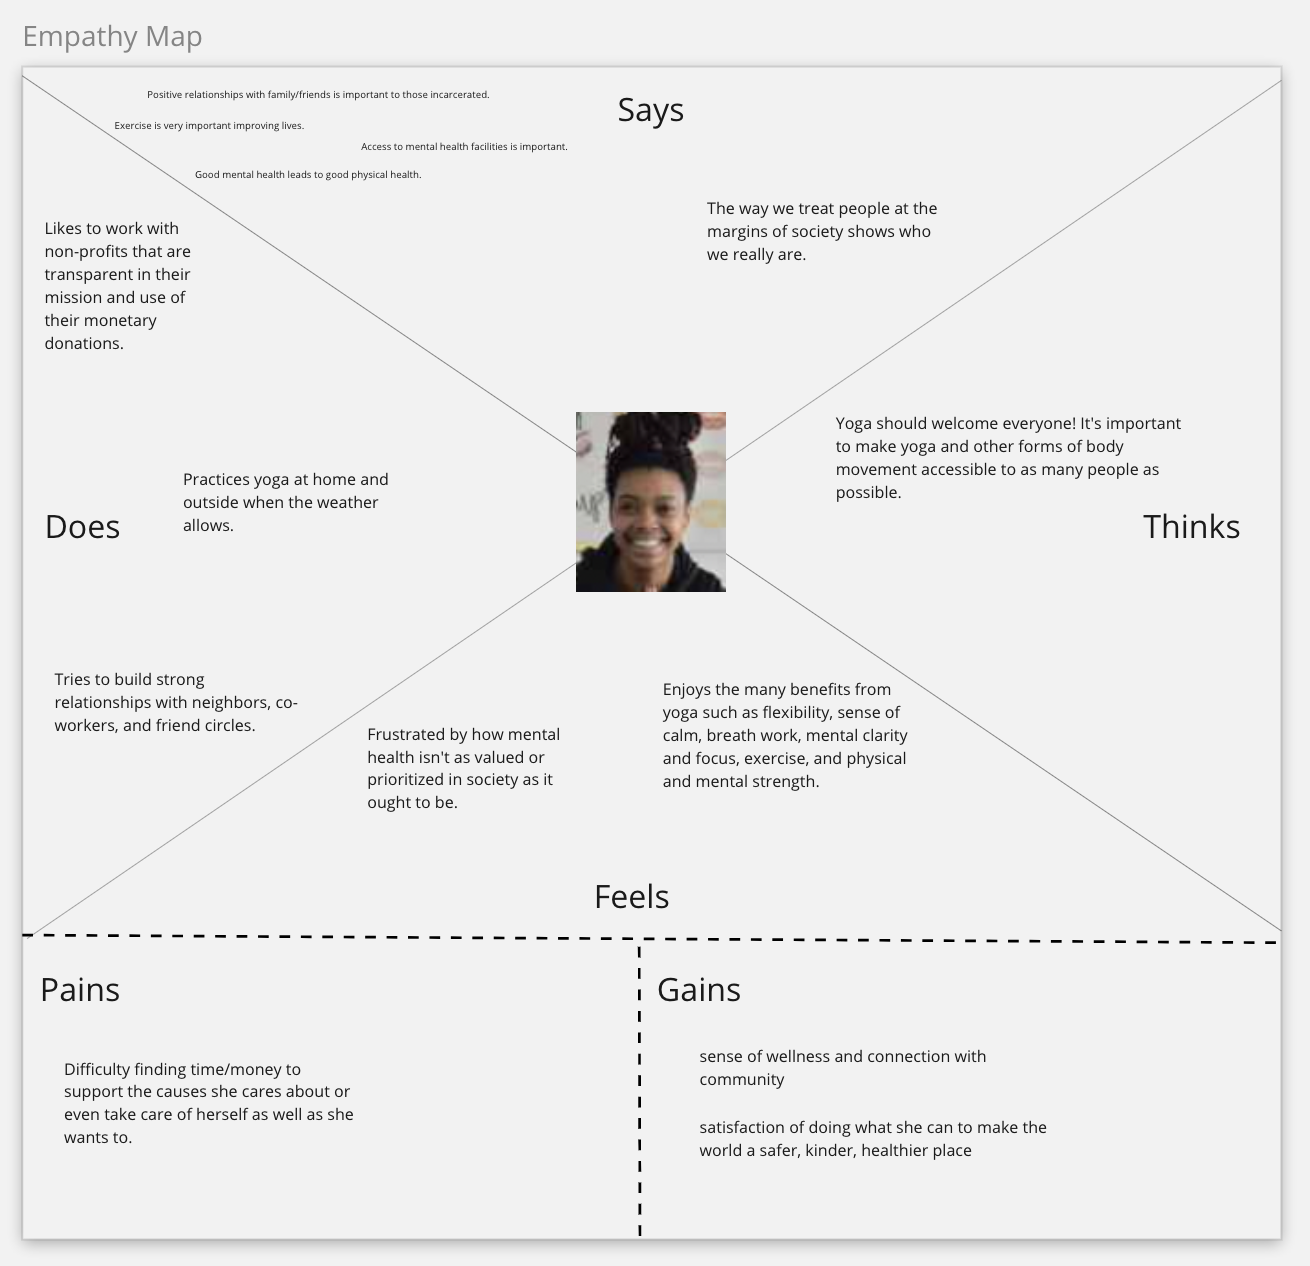 Empathy Map
Says
Positive relationships with family/friends is important to those incarcerated.
Exercise is very important improving lives.
Access to mental health facilities is important.
Good mental health leads to good physical health.
The way we treat people at the
margins of society shows who
we really are.
Likes to work with
non-profits that are
transparent in their
mission and use of
their monetary
donations.
Does
Practices yoga at home and
outside when the weather
allows.
Tries to build strong
relationships with neighbors, co-
workers, and friend circles.
Yoga should welcome everyone! It's important
to make yoga and other forms of body
movement accessible to as many people as
possible.
Thinks
Frustrated by how mental
health isn't as valued or
prioritized in society as it
ought to be.
Enjoys the many benefits from
yoga such as flexibility, sense of
calm, breath work, mental clarity
and focus, exercise, and physical
and mental strength.
Feels
Pains
Difficulty finding time/money to
support the causes she cares about or
even take care of herself as well as she
wants to.
Gains
sense of wellness and connection with
community
satisfaction of doing what she can to make the
world a safer, kinder, healthier place